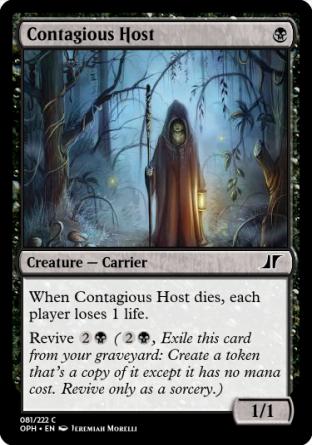 Contagious Host
Creature — Carrier
When Contagious Host dies, each
player loses 1 life.
Revive 2 ( 2 , Exile this card
from your graveyard: Create a token
that's a copy of it except it has no mana
cost. Revive only as a sorcery.)
081/222 C
OPH • EN Jeremiah Morelli
1/1